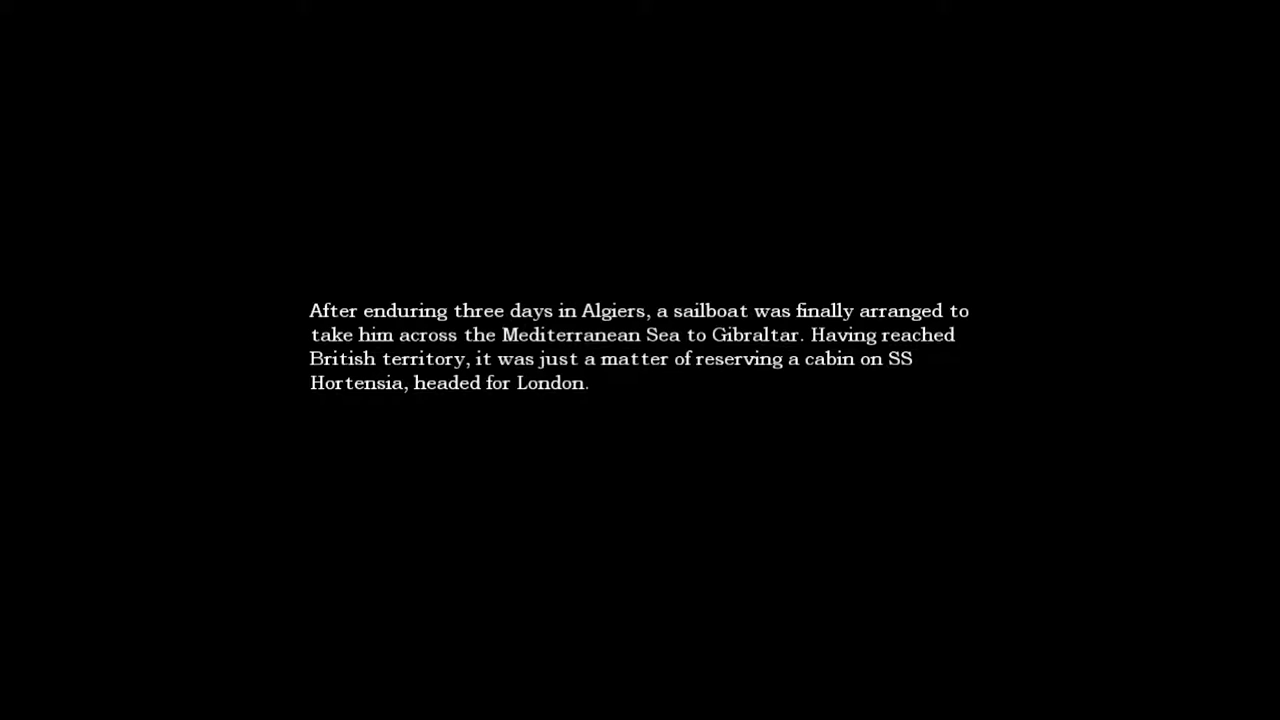 After enduring three days in Algiers, a sailboat was finally arranged to
take him across the Mediterranean Sea to Gibraltar. Having reached
British territory, it was just a matter of reserving a cabin on SS
Hortensia, headed for London.